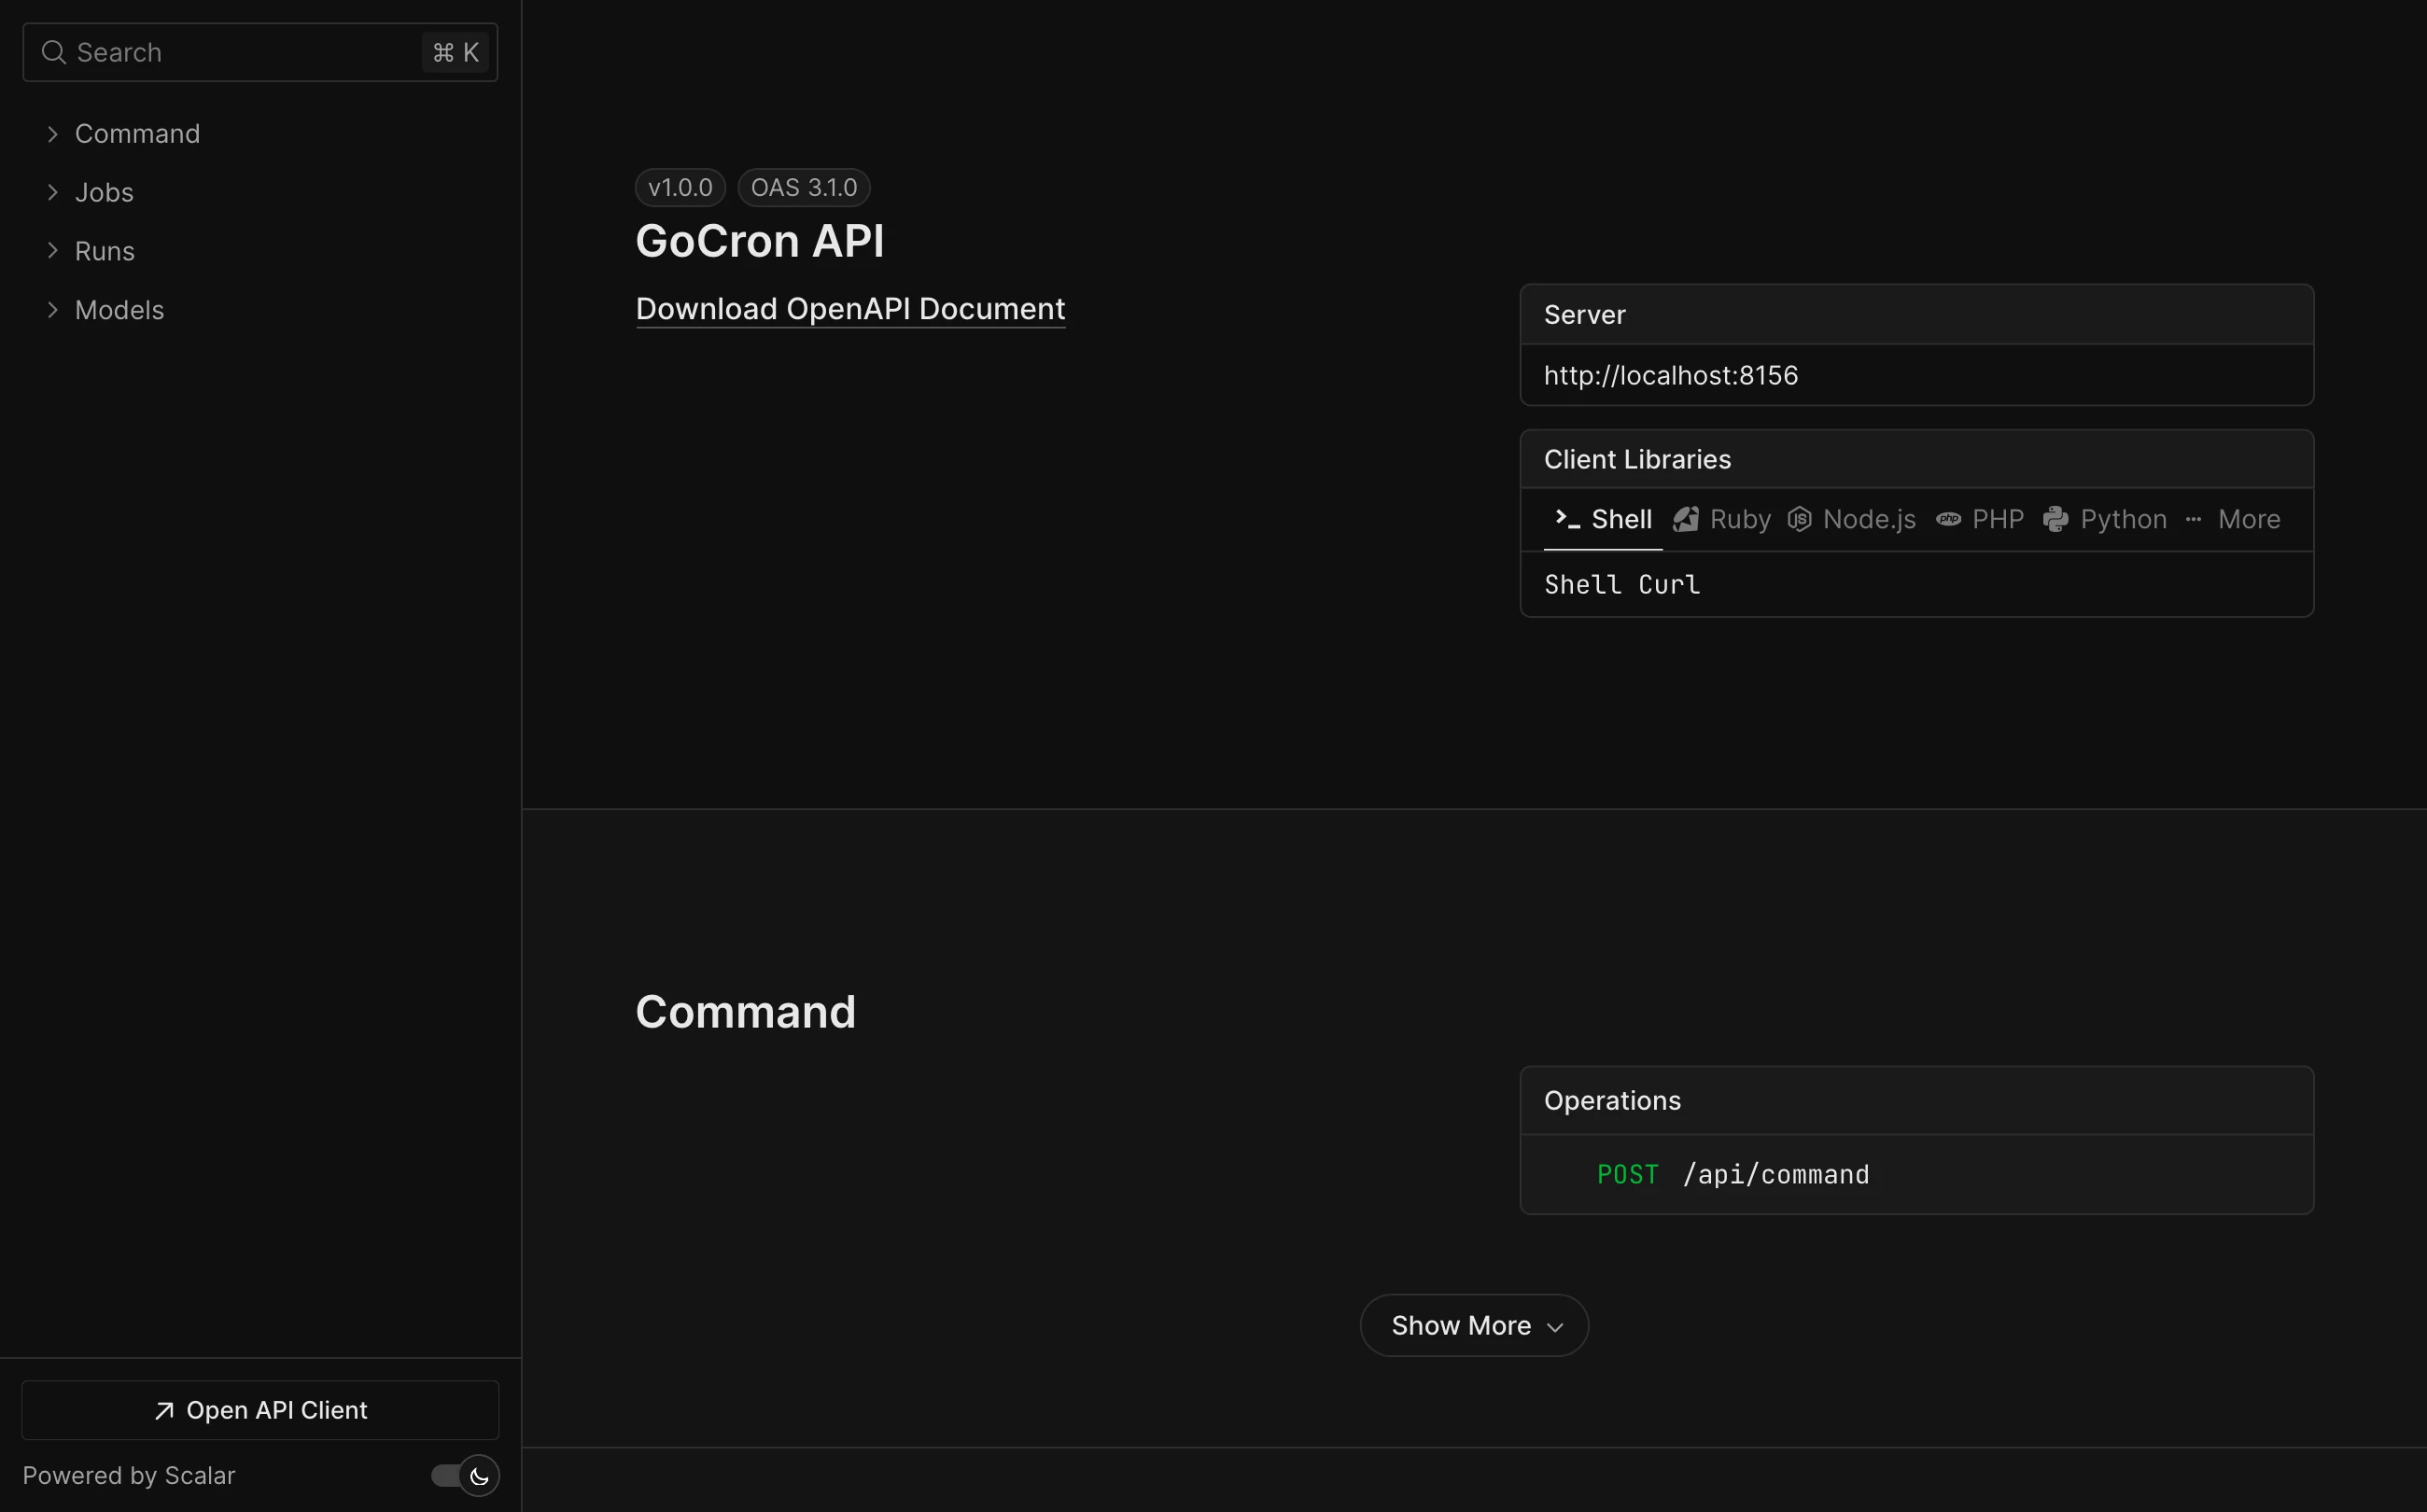 Search
⌘ K
Command
Jobs
Runs
Models
Open API Client
Powered by Scalar
v1.0.0
OAS 3.1.0
GoCron API
Download OpenAPI Document
Server
http://localhost:8156
Client Libraries
Shell
Ruby
Node.js
php
PHP
Python
More
Shell Curl
Command
Operations
POST /api/command
Show More